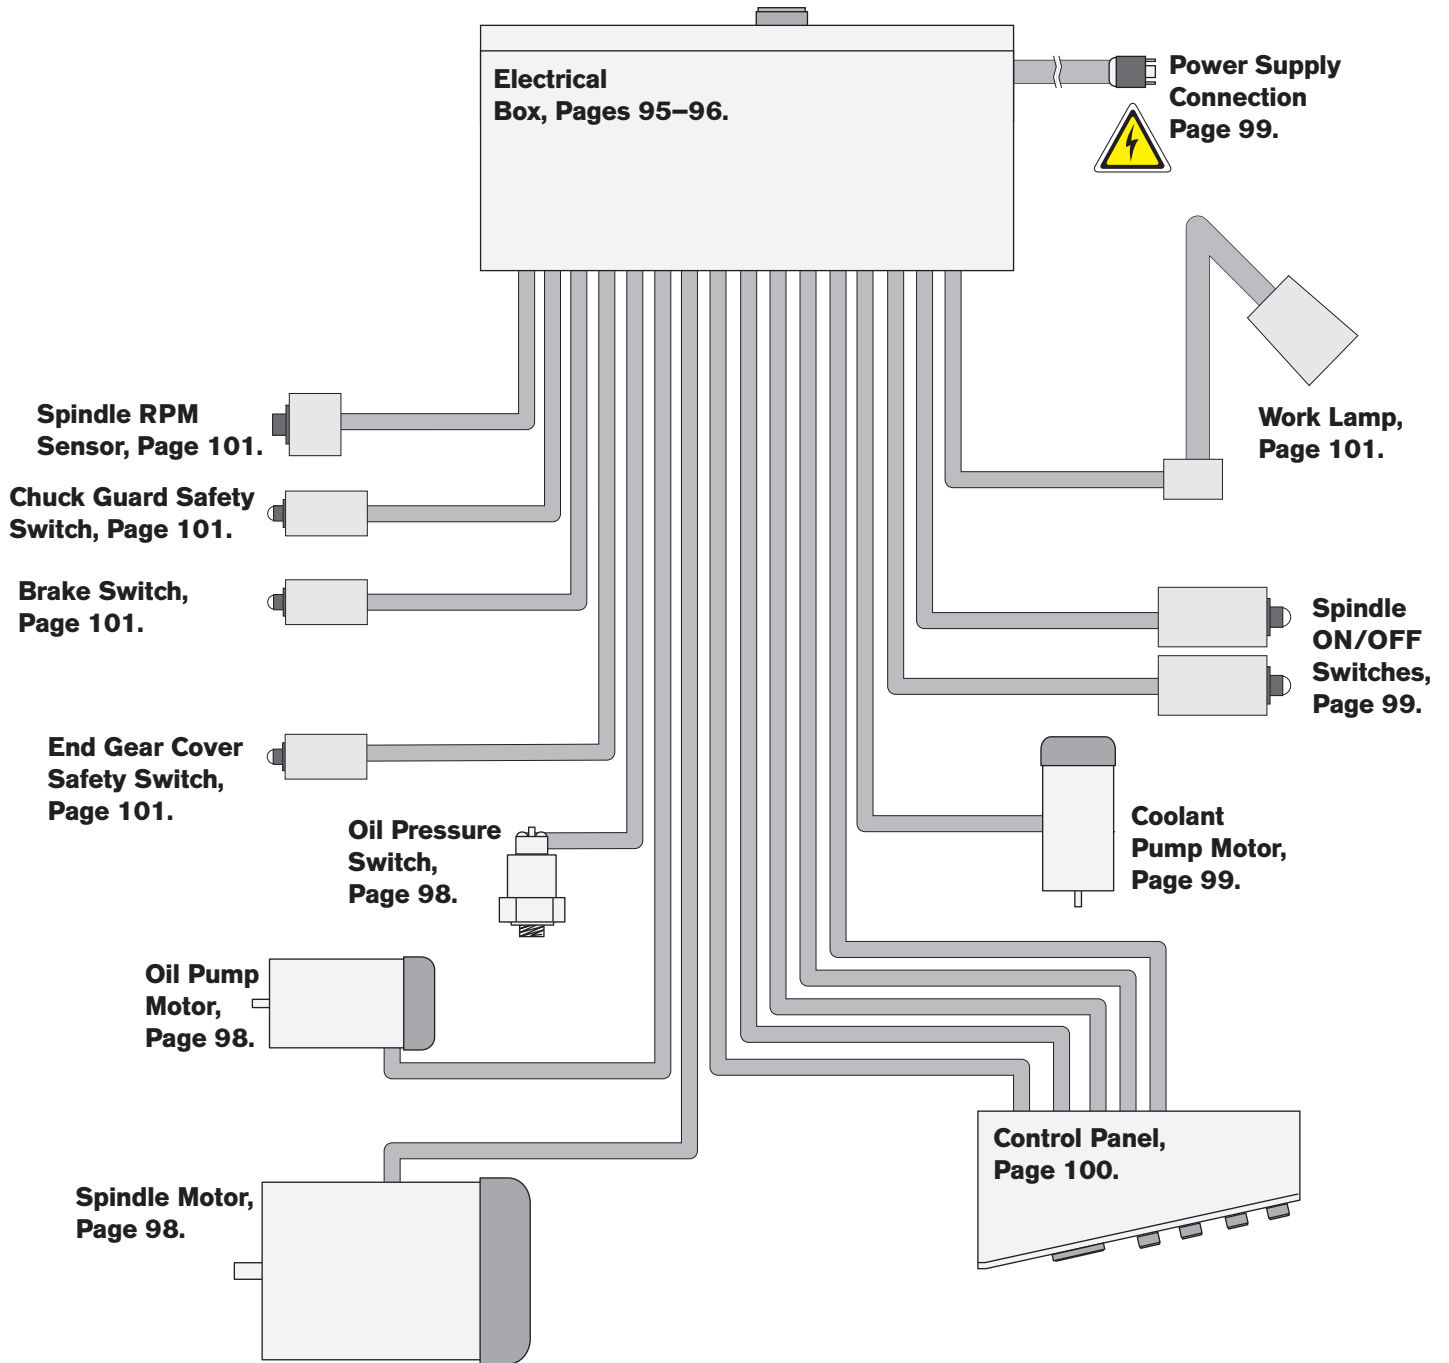 Electrical
Box, Pages 95–96.
Power Supply
Connection
Page 99.
Spindle RPM
Sensor, Page 101.
Work Lamp,
Page 101.
Chuck Guard Safety
Switch, Page 101.
Brake Switch,
Page 101.
Spindle
ON/OFF
Switches,
Page 99.
End Gear Cover
Safety Switch,
Page 101.
Oil Pressure
Switch,
Page 98.
Coolant
Pump Motor,
Page 99.
Oil Pump
Motor,
Page 98.
Control Panel,
Page 100.
Spindle Motor,
Page 98.